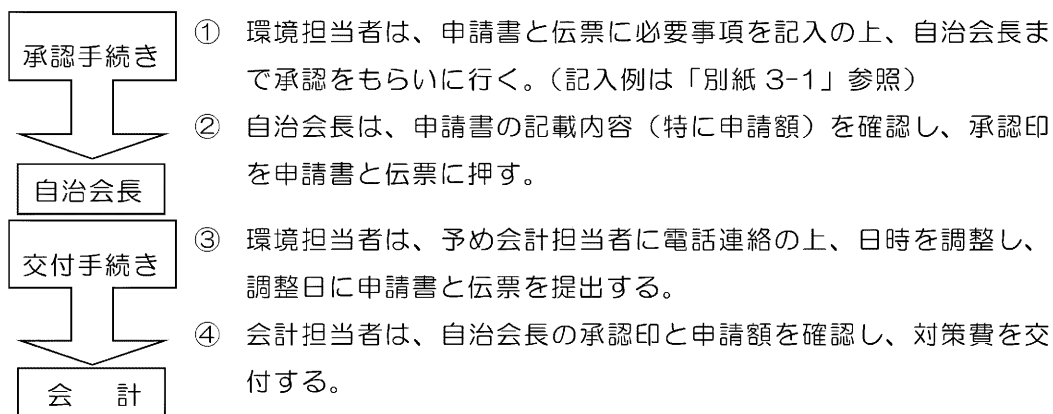 承認手続き
① 環境担当者は、申請書と伝票に必要事項を記入の上、自治会長ま
で承認をもらいに行く。（記入例は「別紙 3-1」参照）
② 自治会長は、申請書の記載内容（特に申請額）を確認し、承認印
を申請書と伝票に押す。
自治会長
交付手続き
③ 環境担当者は、予め会計担当者に電話連絡の上、日時を調整し、
調整日に申請書と伝票を提出する。
④ 会計担当者は、自治会長の承認印と申請額を確認し、対策費を交
付する。
会　計